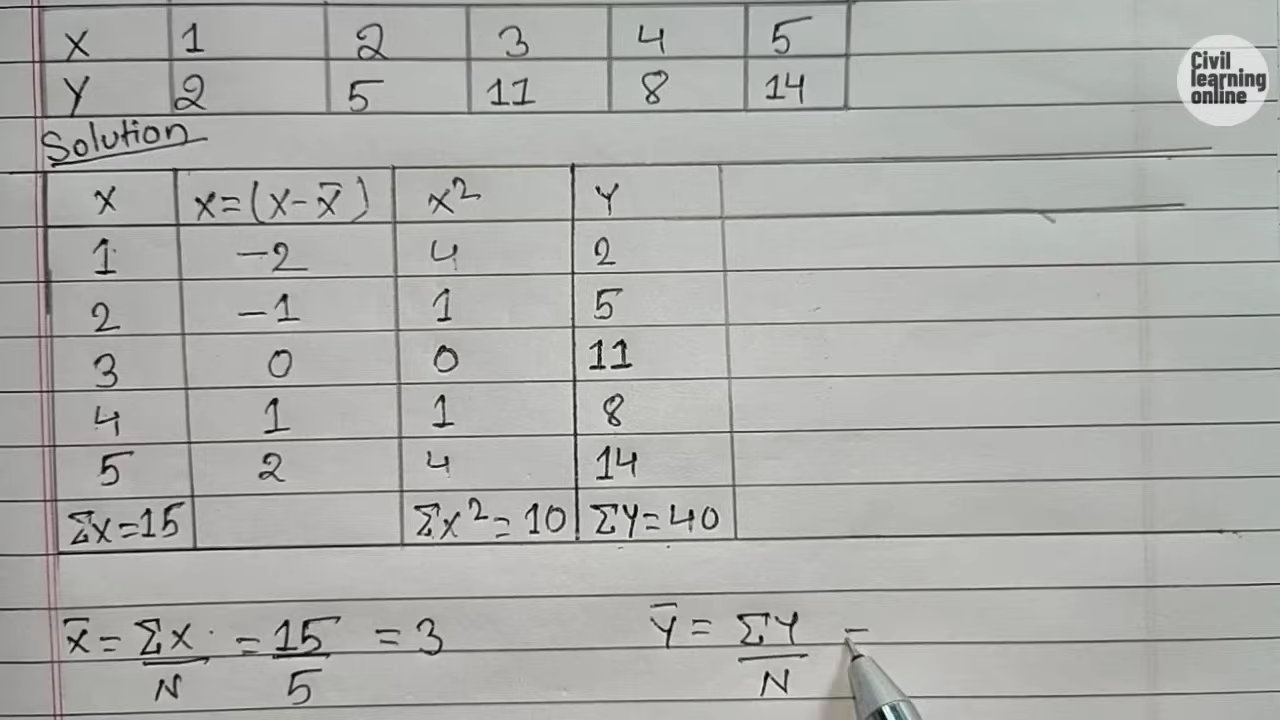 X 1 2 3 4 5
Y 2 5 11 8 14
Civil
learning
online
Solution
X x=(X-X̄) x² Y
1 -2 4 2
2 -1 1 5
3 0 0 11
4 1 1 8
5 2 4 14
ΣX=15 Σx²=10 ΣY=40
X̄ = ΣX/N = 15/5 = 3 Ȳ = ΣY/N =